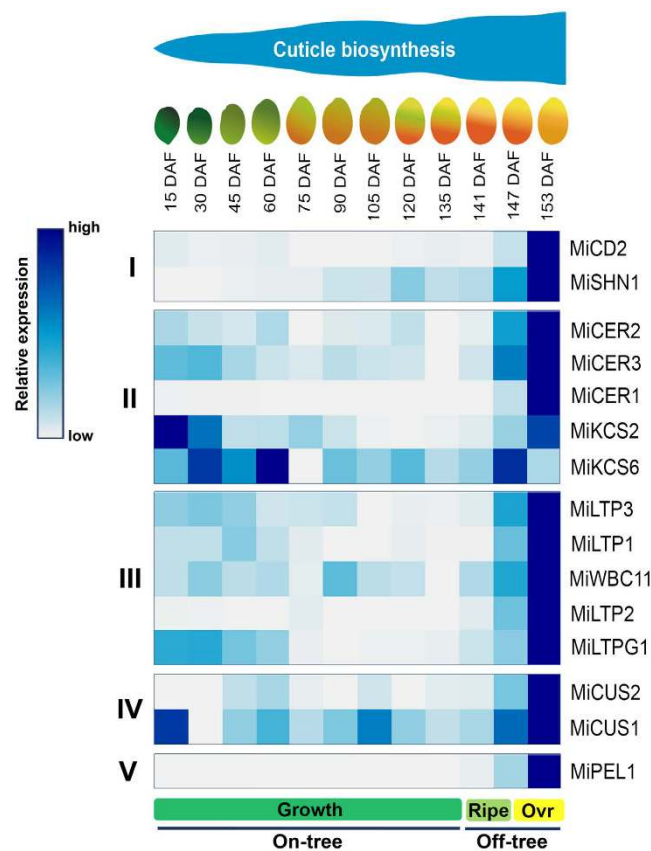 Cuticle biosynthesis
15 DAF
30 DAF
45 DAF
60 DAF
75 DAF
90 DAF
105 DAF
120 DAF
135 DAF
141 DAF
147 DAF
153 DAF
high
Relative expression
low
I
MiCD2
MiSHN1
II
MiCER2
MiCER3
MiCER1
MiKCS2
MiKCS6
III
MiLTP3
MiLTP1
MiWBC11
MiLTP2
MiLTPG1
IV
MiCUS2
MiCUS1
V
MiPEL1
Growth Ripe Ovr
On-tree Off-tree